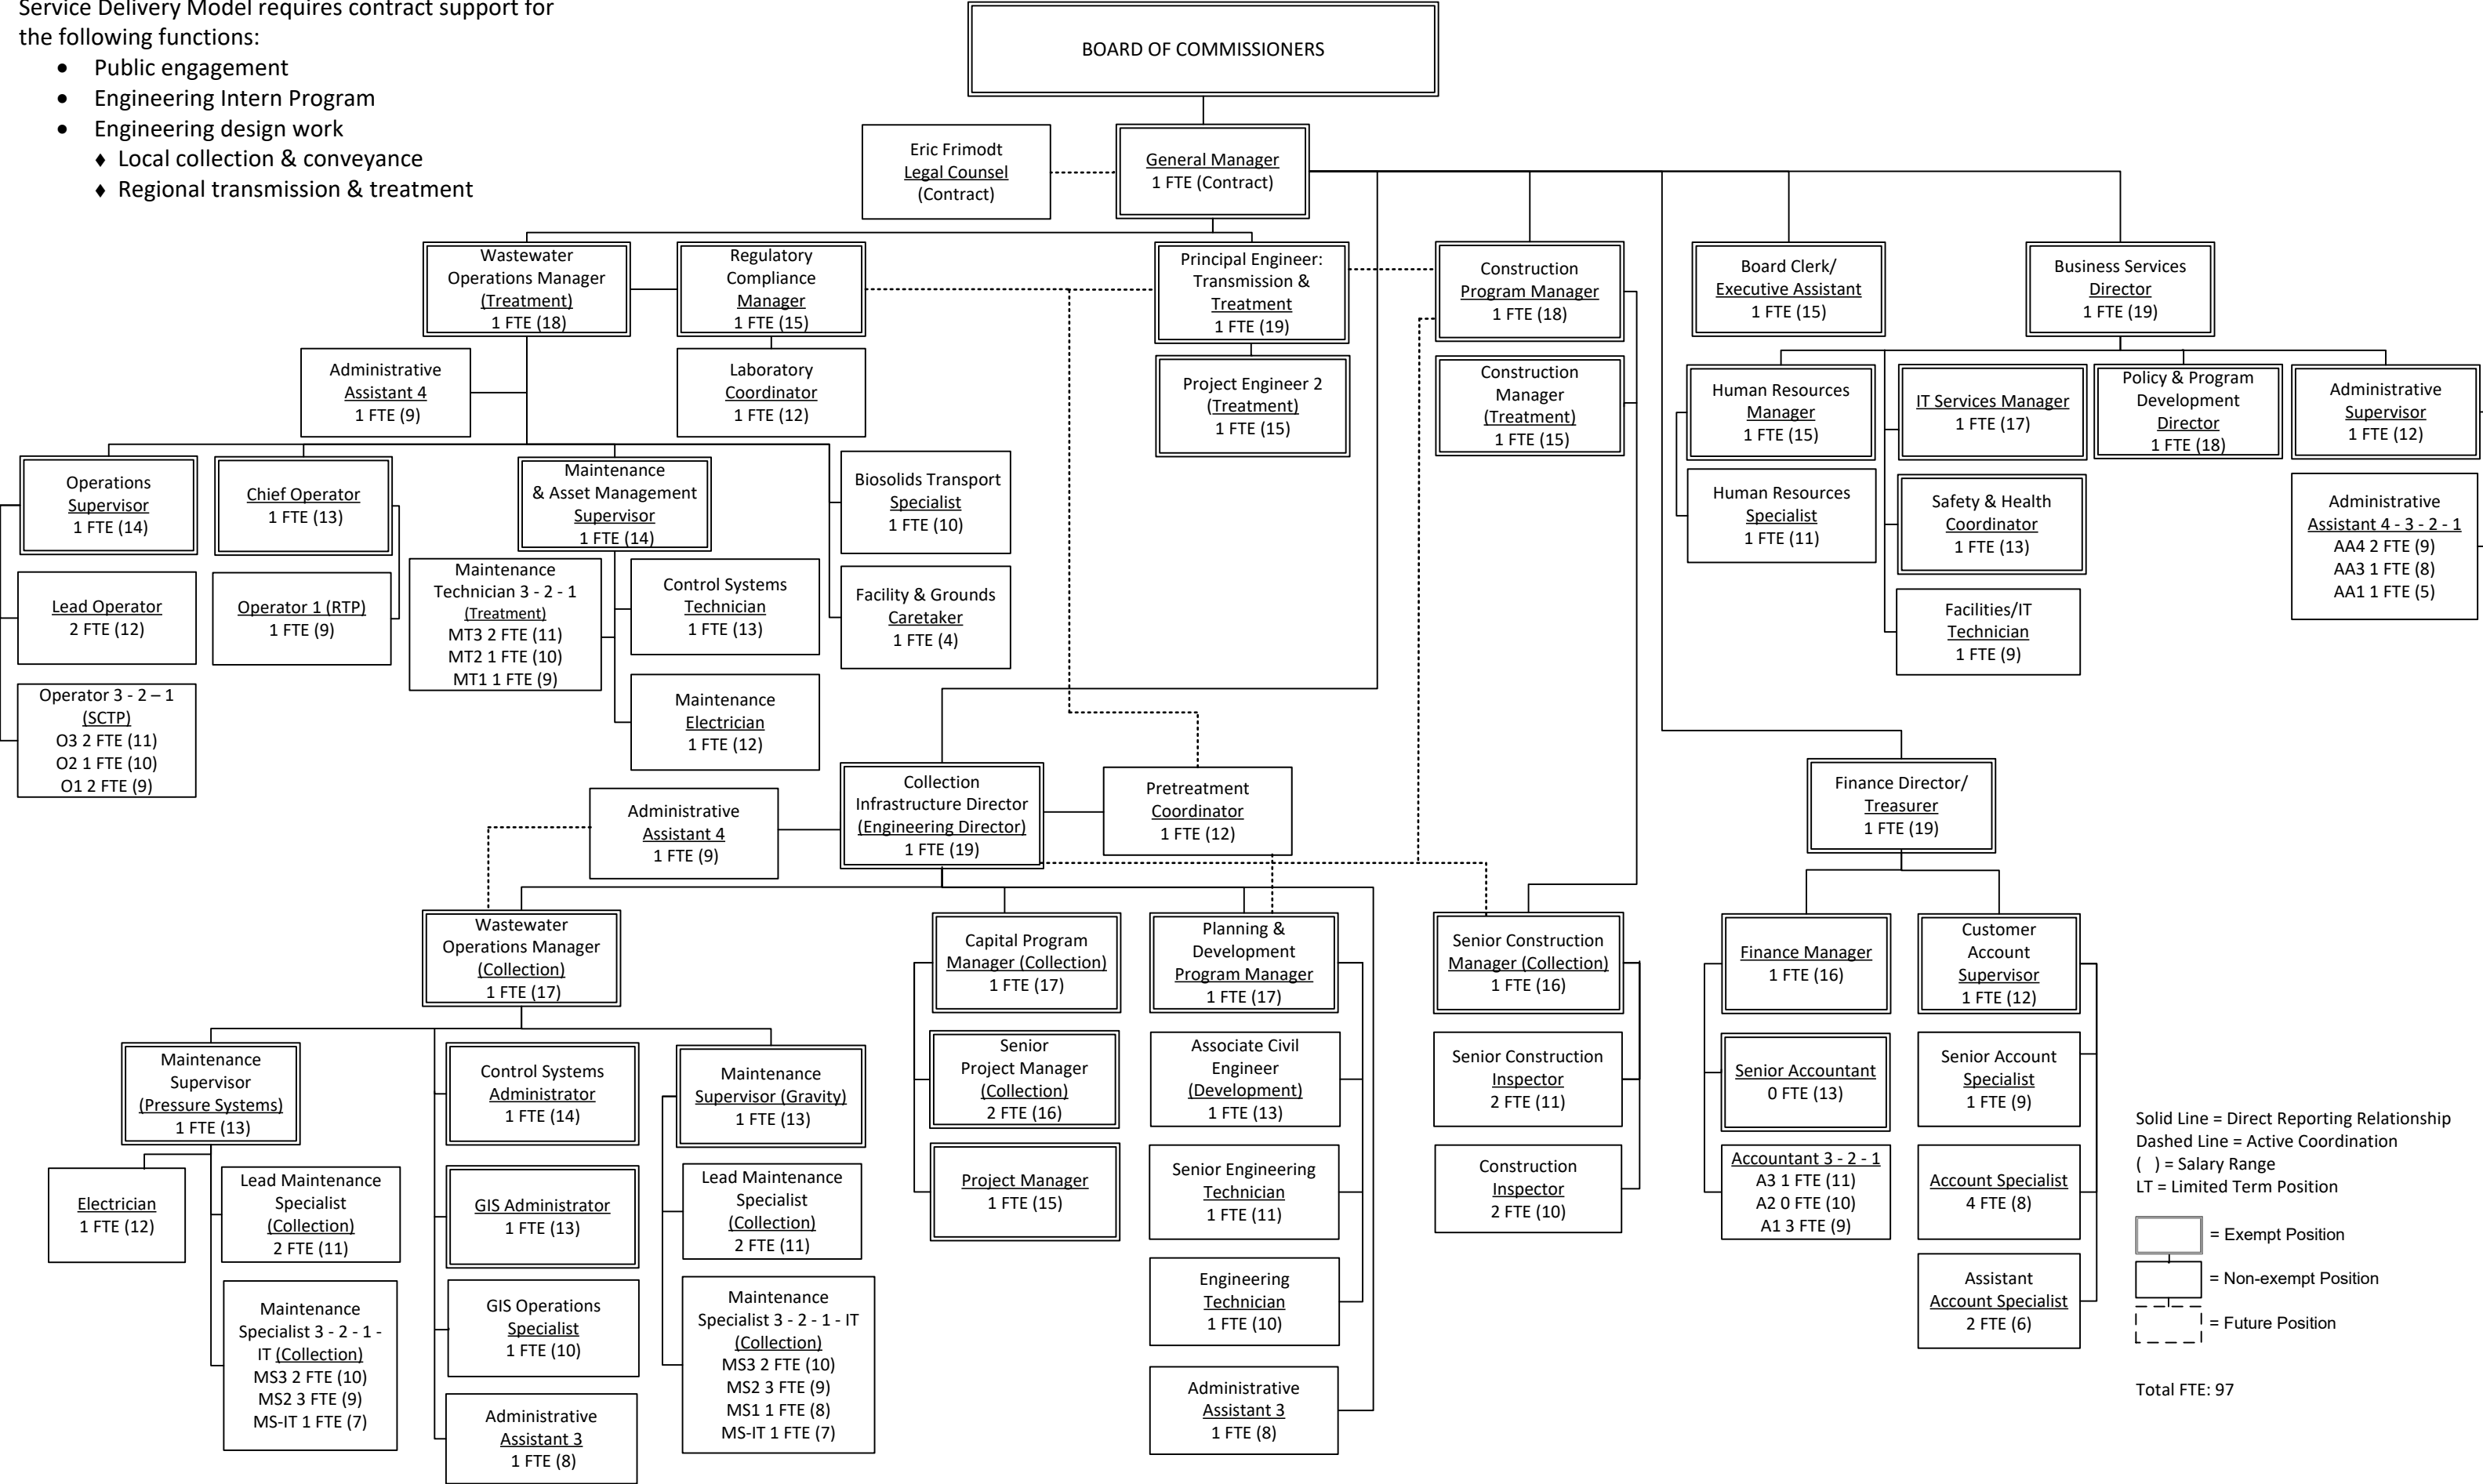 Service Delivery Model requires contract support for
the following functions:
• Public engagement
• Engineering Intern Program
• Engineering design work
♦ Local collection & conveyance
♦ Regional transmission & treatment
BOARD OF COMMISSIONERS
Eric Frimodt
Legal Counsel
(Contract)
General Manager
1 FTE (Contract)
Wastewater
Operations Manager
(Treatment)
1 FTE (18)
Regulatory
Compliance
Manager
1 FTE (15)
Principal Engineer:
Transmission &
Treatment
1 FTE (19)
Construction
Program Manager
1 FTE (18)
Board Clerk/
Executive Assistant
1 FTE (15)
Business Services
Director
1 FTE (19)
Administrative
Assistant 4
1 FTE (9)
Laboratory
Coordinator
1 FTE (12)
Project Engineer 2
(Treatment)
1 FTE (15)
Construction
Manager
(Treatment)
1 FTE (15)
Human Resources
Manager
1 FTE (15)
IT Services Manager
1 FTE (17)
Policy & Program
Development
Director
1 FTE (18)
Administrative
Supervisor
1 FTE (12)
Operations
Supervisor
1 FTE (14)
Chief Operator
1 FTE (13)
Maintenance
& Asset Management
Supervisor
1 FTE (14)
Biosolids Transport
Specialist
1 FTE (10)
Human Resources
Specialist
1 FTE (11)
Safety & Health
Coordinator
1 FTE (13)
Administrative
Assistant 4 - 3 - 2 - 1
AA4 2 FTE (9)
AA3 1 FTE (8)
AA1 1 FTE (5)
Lead Operator
2 FTE (12)
Operator 1 (RTP)
1 FTE (9)
Maintenance
Technician 3 - 2 - 1
(Treatment)
MT3 2 FTE (11)
MT2 1 FTE (10)
MT1 1 FTE (9)
Control Systems
Technician
1 FTE (13)
Facility & Grounds
Caretaker
1 FTE (4)
Facilities/IT
Technician
1 FTE (9)
Operator 3 - 2 – 1
(SCTP)
O3 2 FTE (11)
O2 1 FTE (10)
O1 2 FTE (9)
Maintenance
Electrician
1 FTE (12)
Administrative
Assistant 4
1 FTE (9)
Collection
Infrastructure Director
(Engineering Director)
1 FTE (19)
Pretreatment
Coordinator
1 FTE (12)
Finance Director/
Treasurer
1 FTE (19)
Wastewater
Operations Manager
(Collection)
1 FTE (17)
Capital Program
Manager (Collection)
1 FTE (17)
Planning &
Development
Program Manager
1 FTE (17)
Senior Construction
Manager (Collection)
1 FTE (16)
Finance Manager
1 FTE (16)
Customer
Account
Supervisor
1 FTE (12)
Maintenance
Supervisor
(Pressure Systems)
1 FTE (13)
Control Systems
Administrator
1 FTE (14)
Maintenance
Supervisor (Gravity)
1 FTE (13)
Senior
Project Manager
(Collection)
2 FTE (16)
Associate Civil
Engineer
(Development)
1 FTE (13)
Senior Construction
Inspector
2 FTE (11)
Senior Accountant
0 FTE (13)
Senior Account
Specialist
1 FTE (9)
Electrician
1 FTE (12)
Lead Maintenance
Specialist
(Collection)
2 FTE (11)
GIS Administrator
1 FTE (13)
Lead Maintenance
Specialist
(Collection)
2 FTE (11)
Project Manager
1 FTE (15)
Senior Engineering
Technician
1 FTE (11)
Construction
Inspector
2 FTE (10)
Accountant 3 - 2 - 1
A3 1 FTE (11)
A2 0 FTE (10)
A1 3 FTE (9)
Account Specialist
4 FTE (8)
Maintenance
Specialist 3 - 2 - 1 -
IT (Collection)
MS3 2 FTE (10)
MS2 3 FTE (9)
MS-IT 1 FTE (7)
GIS Operations
Specialist
1 FTE (10)
Maintenance
Specialist 3 - 2 - 1 - IT
(Collection)
MS3 2 FTE (10)
MS2 3 FTE (9)
MS1 1 FTE (8)
MS-IT 1 FTE (7)
Engineering
Technician
1 FTE (10)
Assistant
Account Specialist
2 FTE (6)
Administrative
Assistant 3
1 FTE (8)
Administrative
Assistant 3
1 FTE (8)
Solid Line = Direct Reporting Relationship
Dashed Line = Active Coordination
( ) = Salary Range
LT = Limited Term Position
= Exempt Position
= Non-exempt Position
= Future Position
Total FTE: 97